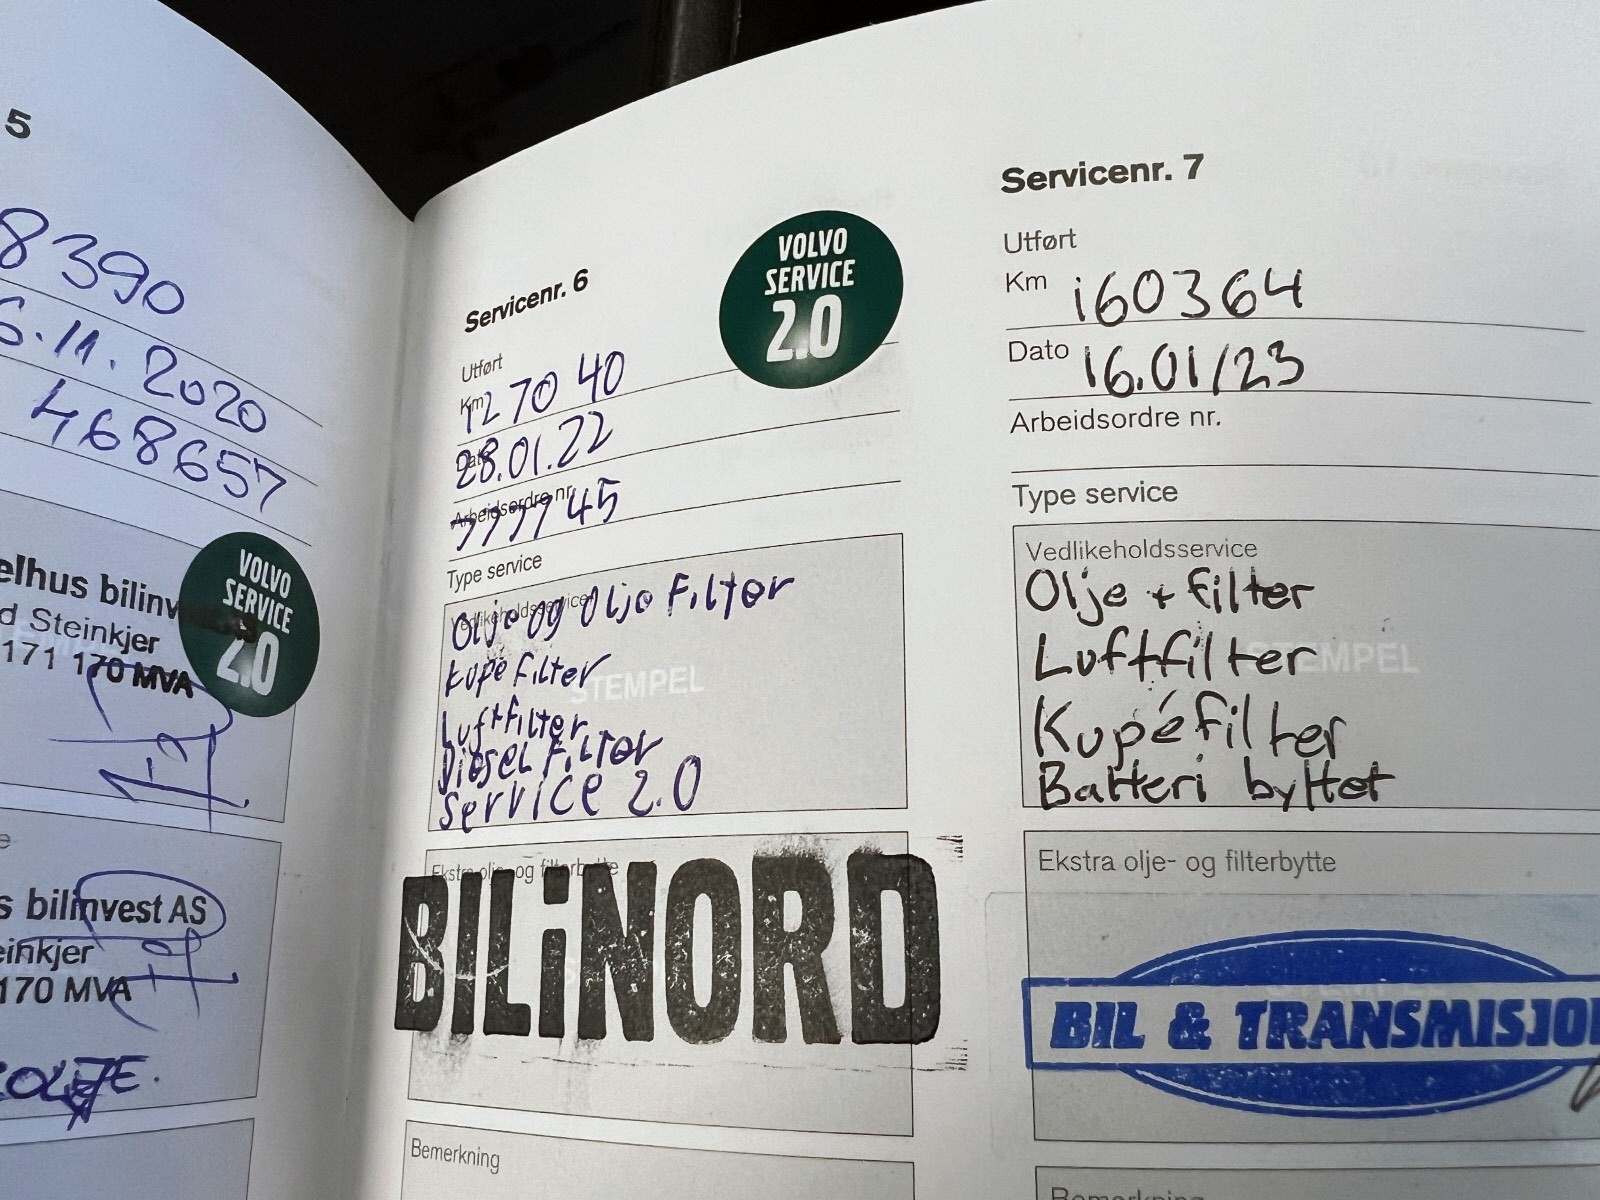 5
8390
6.11.2020
468657
elhus bilinv
d Steinkjer
171 170 MVA
VOLVO
SERVICE
2.0
s bilinvest AS
einkjer
170 MVA
Servicenr. 6
VOLVO
SERVICE
2.0
Utført
Km 127040
Dato 28.01.22
Arbeidsordre nr.
Type service
Vedlikeholdsservice
Olje og Olje Filter
Kupe Filter
STEMPEL
Luftfilter
Diesel Filter
Service 2.0
Ekstra olje- og filterbytte
BILiNORD
Bemerkning
Servicenr. 7
Utført
Km 160364
Dato 16.01/23
Arbeidsordre nr.
Type service
Vedlikeholdsservice
Olje + filter
Luftfilter
STEMPEL
Kupéfilter
Batteri byttet
Ekstra olje- og filterbytte
BIL & TRANSMISJO
Bemerkning